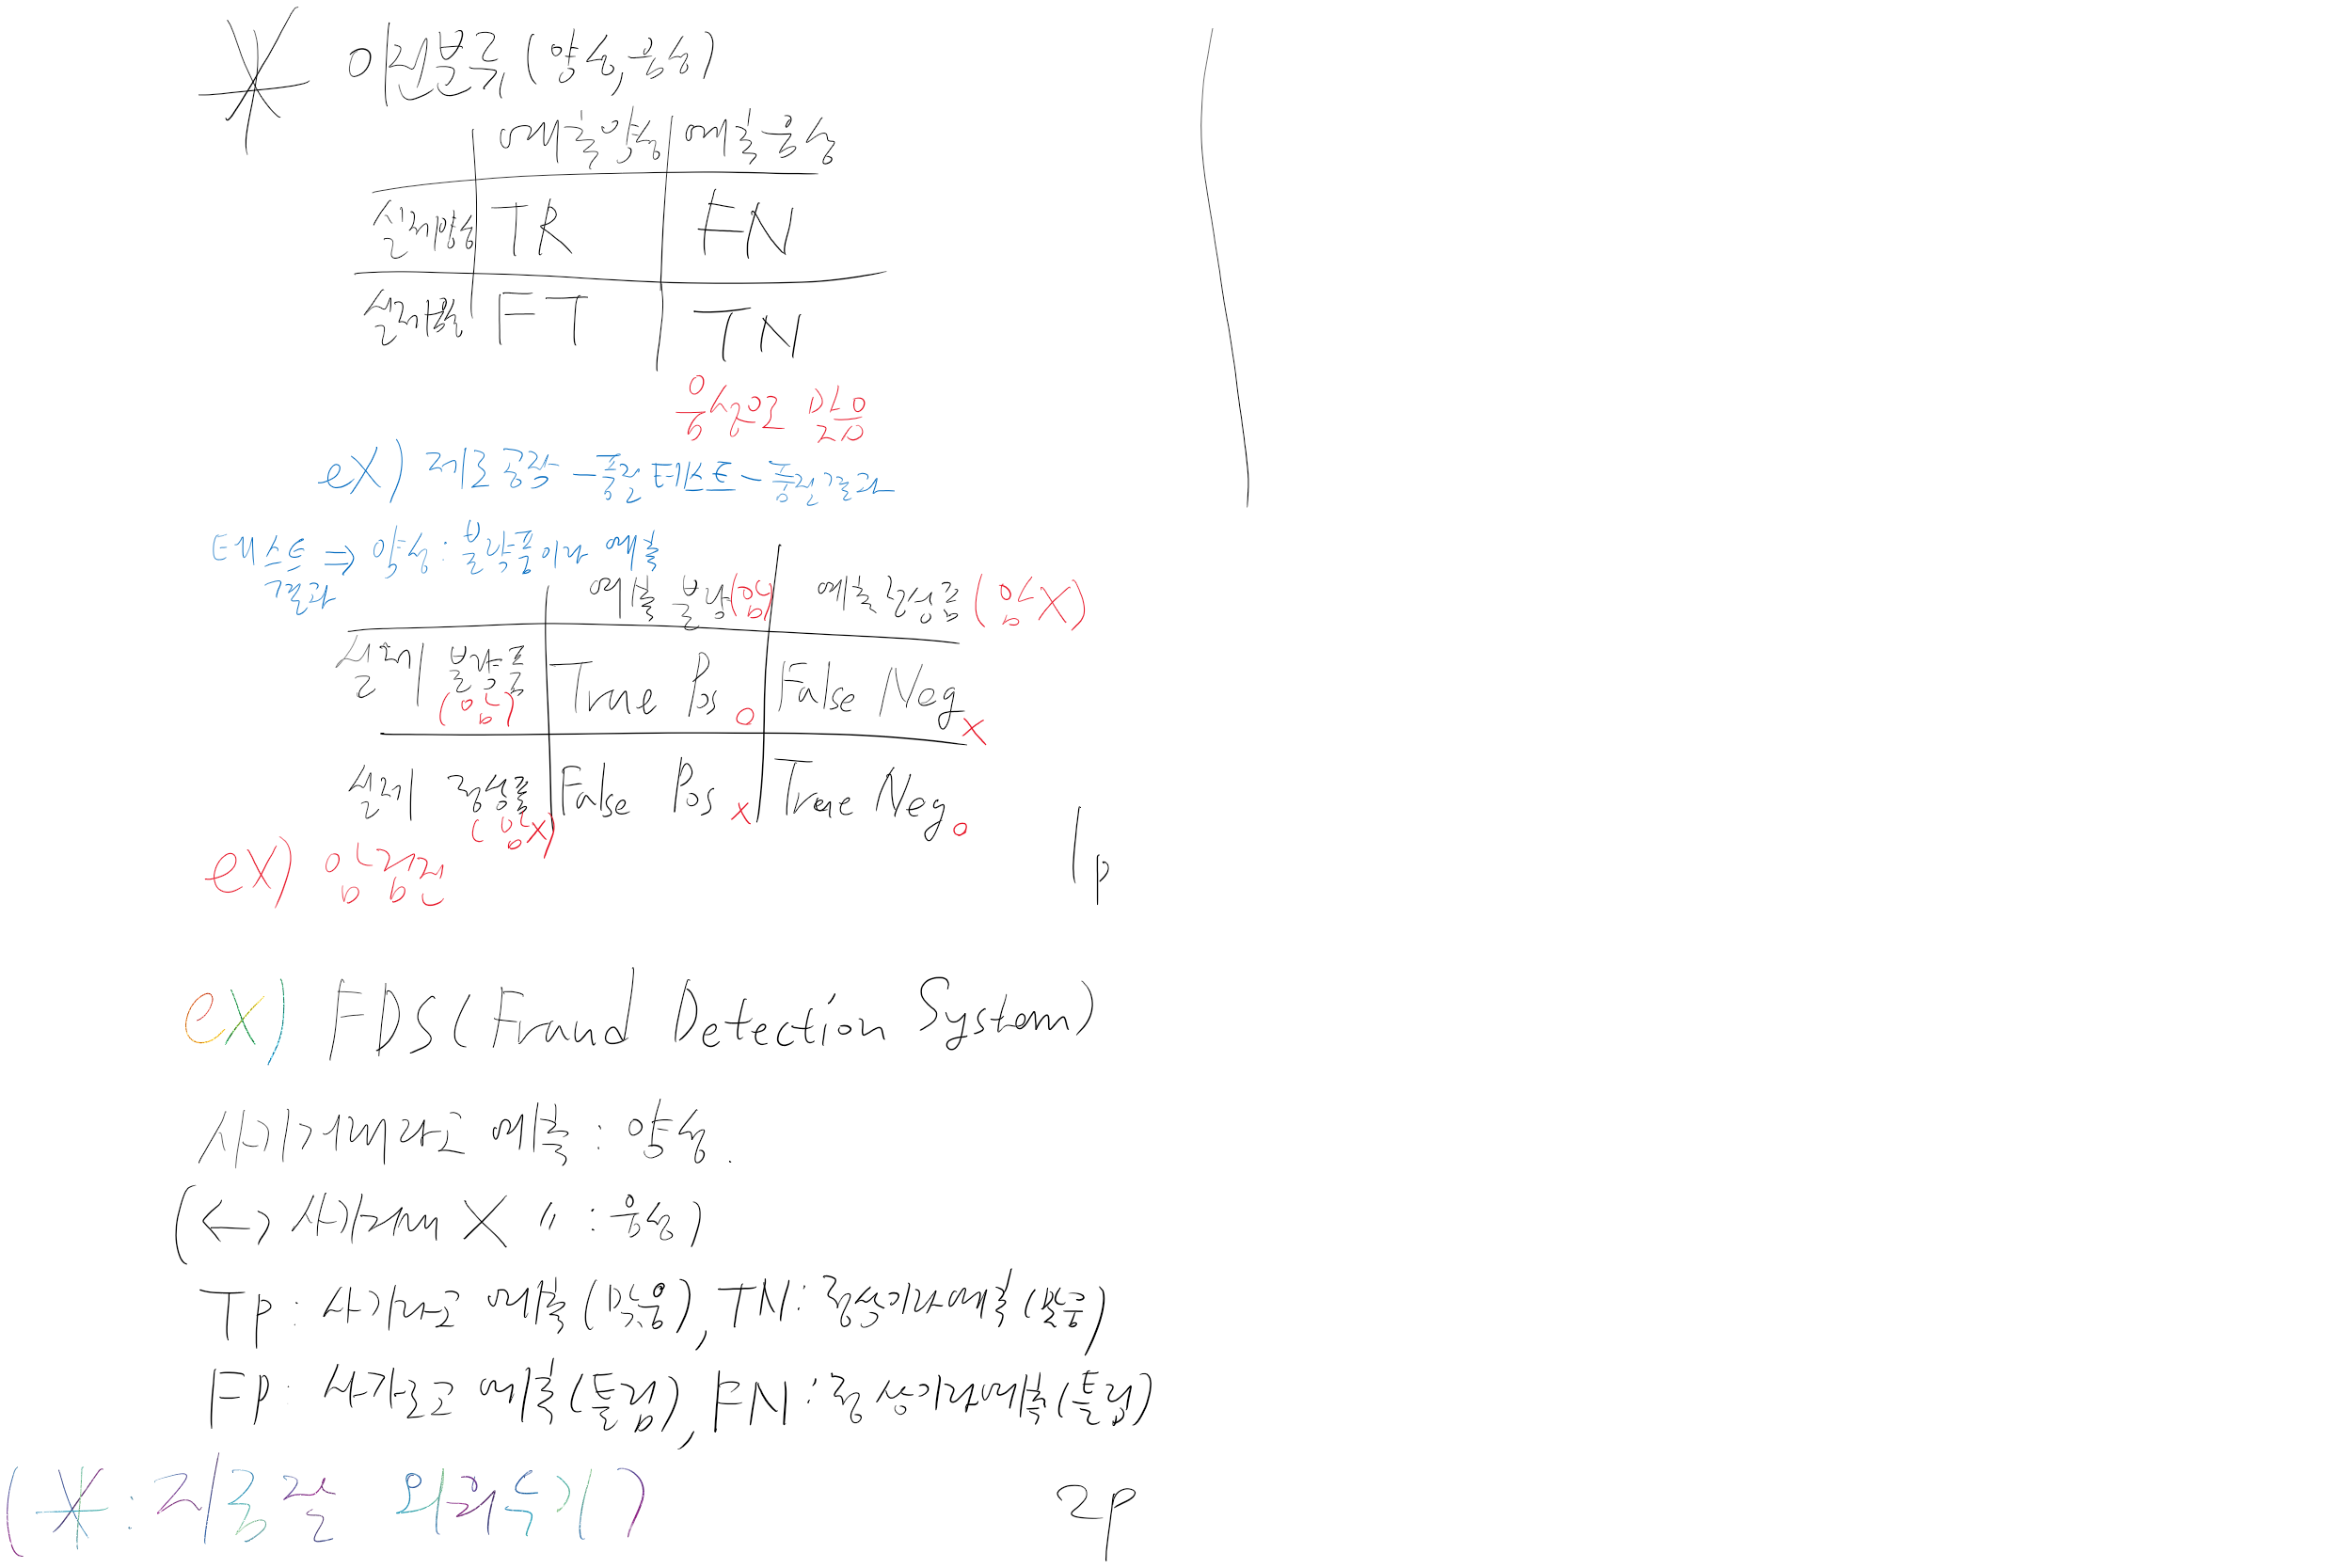 * 이진분류 (양성, 음성)
예측양성 예측음성
실제양성 TR FN
실제음성 FT TN
음성으로 맞음
ex) 제조공장 - 품질테스트 - 품질결과
테스트 결과 ⇒ 양성 : 불량품이라 예측
예측 불량(암) 예측 정상품 (암X)
실제 불량품 (암) True Pos o False Neg x
실제 정상품 (암X) False Pos x True Neg o
ex) 암검진
1p
ex) FDS (Fraud Detection System)
사기거래라고 예측 : 양성.
(↔ 사기거래 X 〃 : 음성)
TP : 사기라고 예측 (맞음), TN : 정상이라예측 (맞음)
FP : 사기라고 예측 (틀림), FN : 정상이라예측 (틀림)
(* : 지금 잘 외워두기)
2p